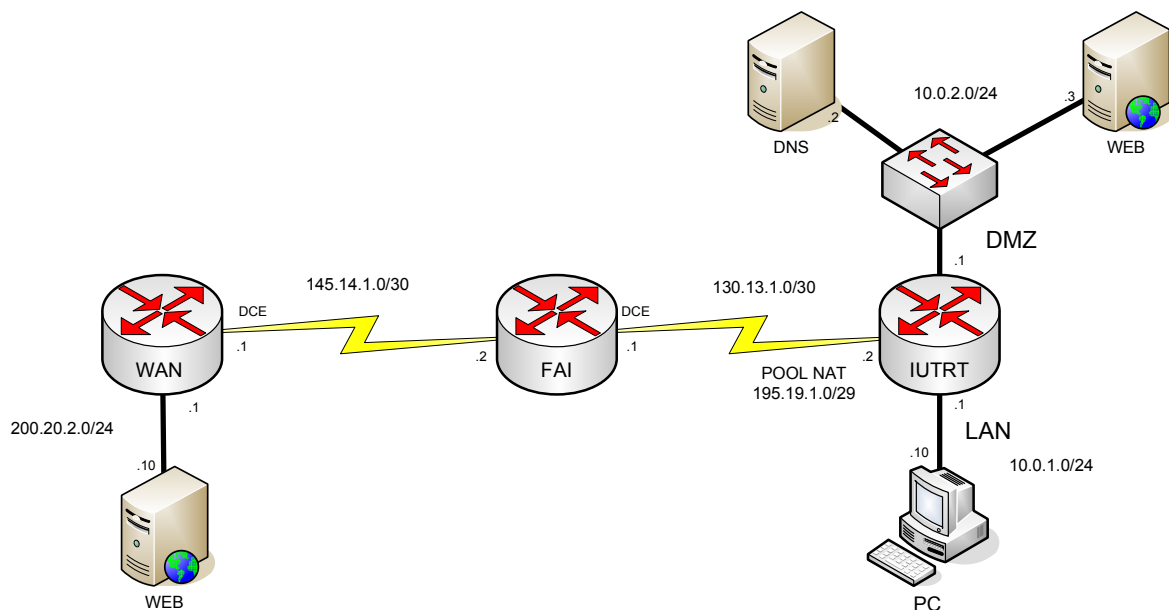 10.0.2.0/24
.3
.2
DNS
WEB
DMZ
.1
145.14.1.0/30
130.13.1.0/30
DCE
DCE
.1
.2
.1
.2
WAN
FAI
IUTRT
POOL NAT
195.19.1.0/29
.1
.1
200.20.2.0/24
LAN
.10
.10
10.0.1.0/24
WEB
PC